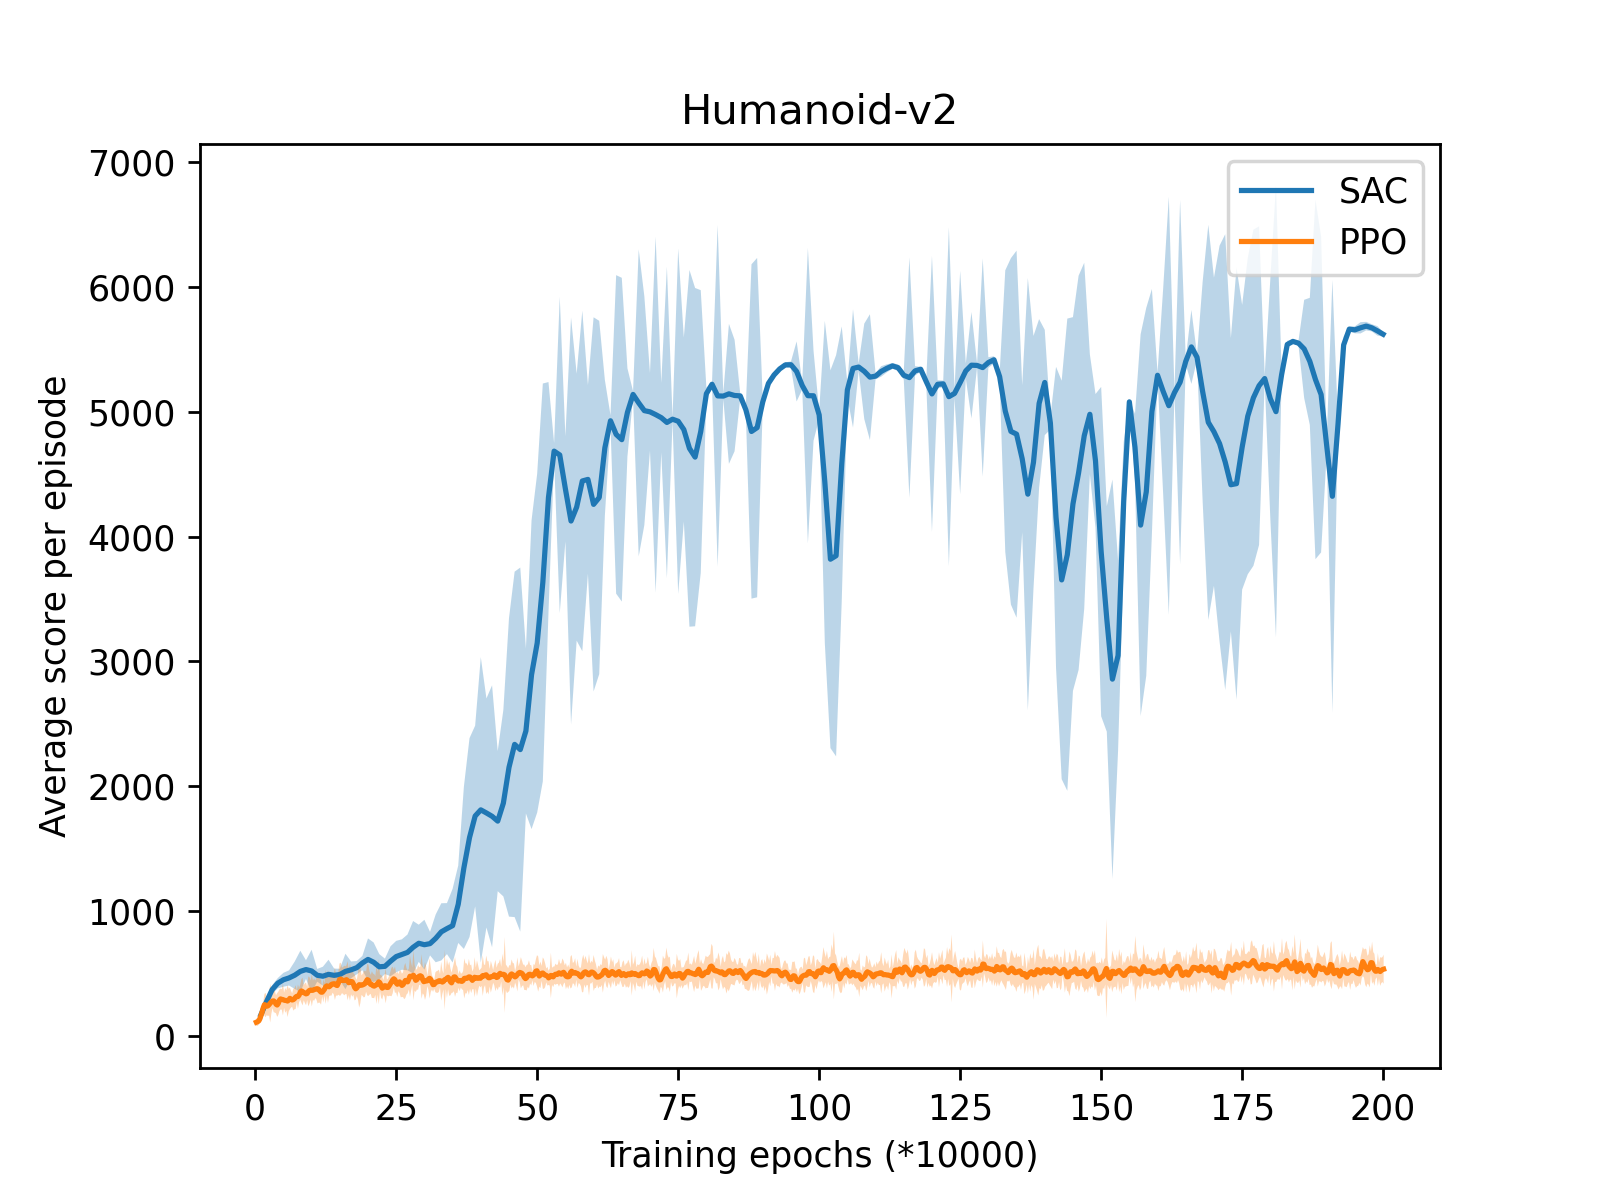 Humanoid-v2
SAC
PPO
Average score per episode
7000
6000
5000
4000
3000
2000
1000
0
0 25 50 75 100 125 150 175 200
Training epochs (*10000)